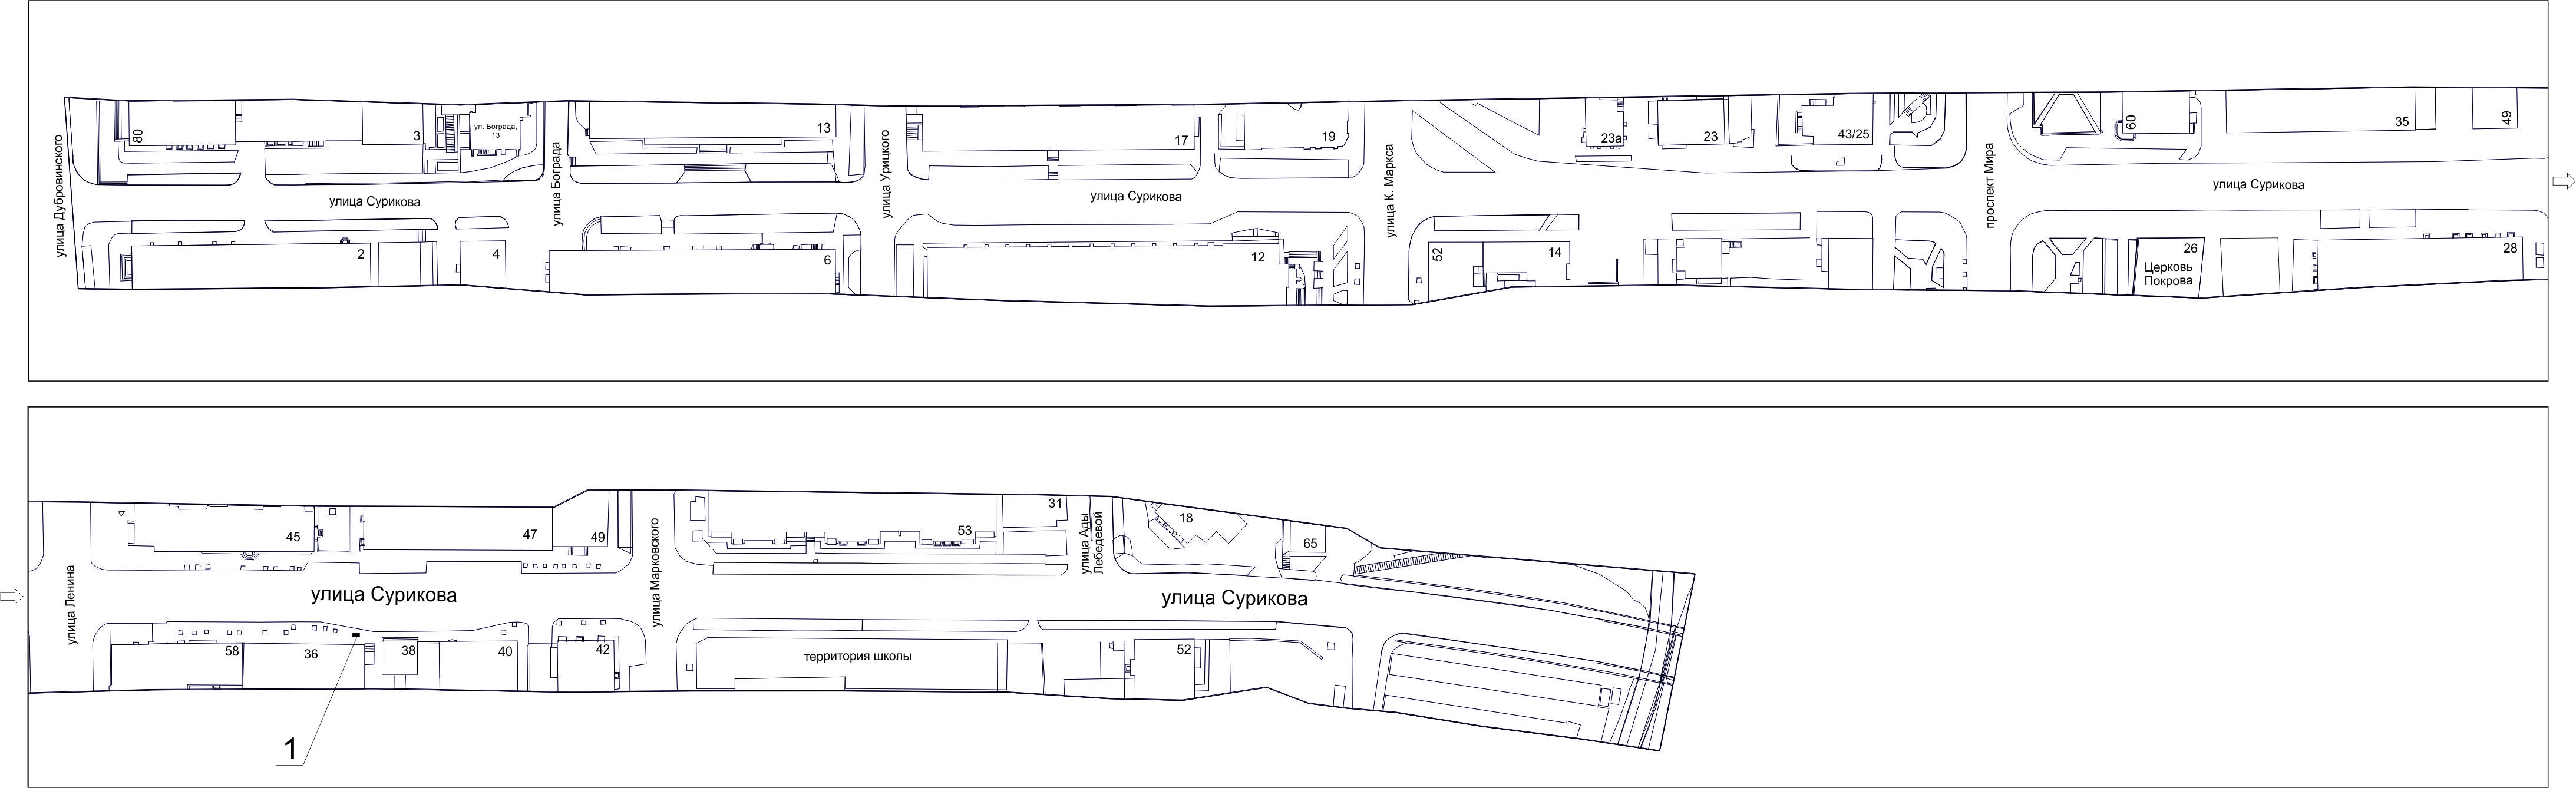 улица Дубровинского
80
3
ул. Бограда,
13
улица Бограда
13
улица Урицкого
17
19
улица К. Маркса
23а
23
43/25
проспект Мира
60
35
49
улица Сурикова
улица Сурикова
улица Сурикова
2
4
6
12
52
14
26
Церковь
Покрова
28
улица Ленина
45
47
49
улица Марковского
53
31
улица Ады
Лебедевой
18
65
улица Сурикова
улица Сурикова
58
36
38
40
42
территория школы
52
1